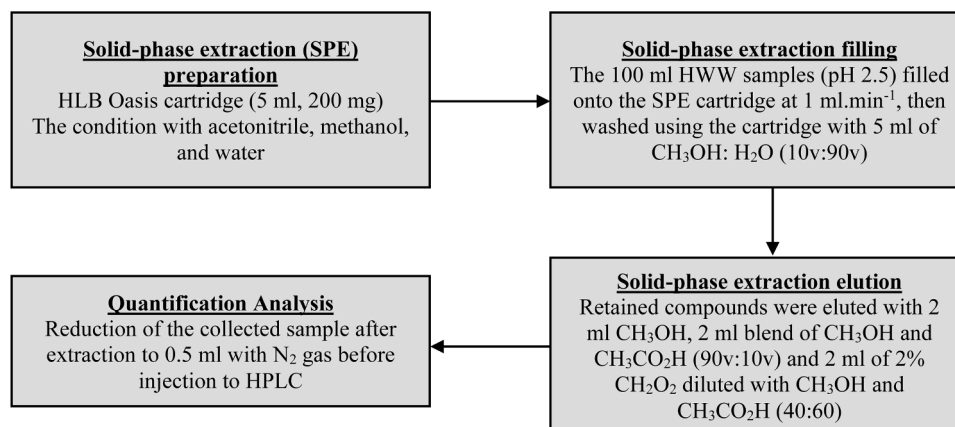 Solid-phase extraction (SPE)
preparation
HLB Oasis cartridge (5 ml, 200 mg)
The condition with acetonitrile, methanol,
and water
Solid-phase extraction filling
The 100 ml HWW samples (pH 2.5) filled
onto the SPE cartridge at 1 ml.min⁻¹, then
washed using the cartridge with 5 ml of
CH₃OH: H₂O (10v:90v)
Solid-phase extraction elution
Retained compounds were eluted with 2
ml CH₃OH, 2 ml blend of CH₃OH and
CH₃CO₂H (90v:10v) and 2 ml of 2%
CH₂O₂ diluted with CH₃OH and
CH₃CO₂H (40:60)
Quantification Analysis
Reduction of the collected sample after
extraction to 0.5 ml with N₂ gas before
injection to HPLC